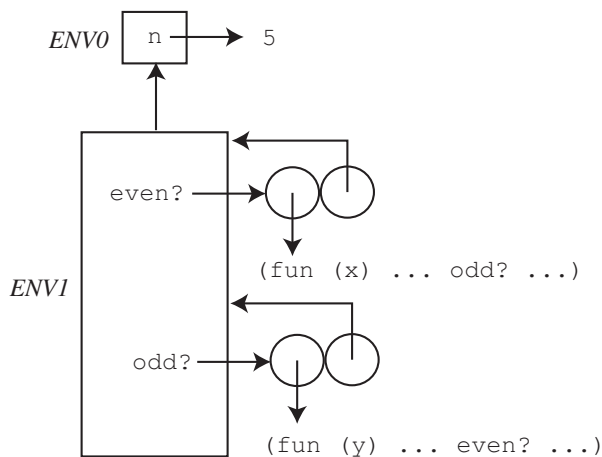 ENV0 n 5
even?
(fun (x) ... odd? ...)
ENV1
odd?
(fun (y) ... even? ...)